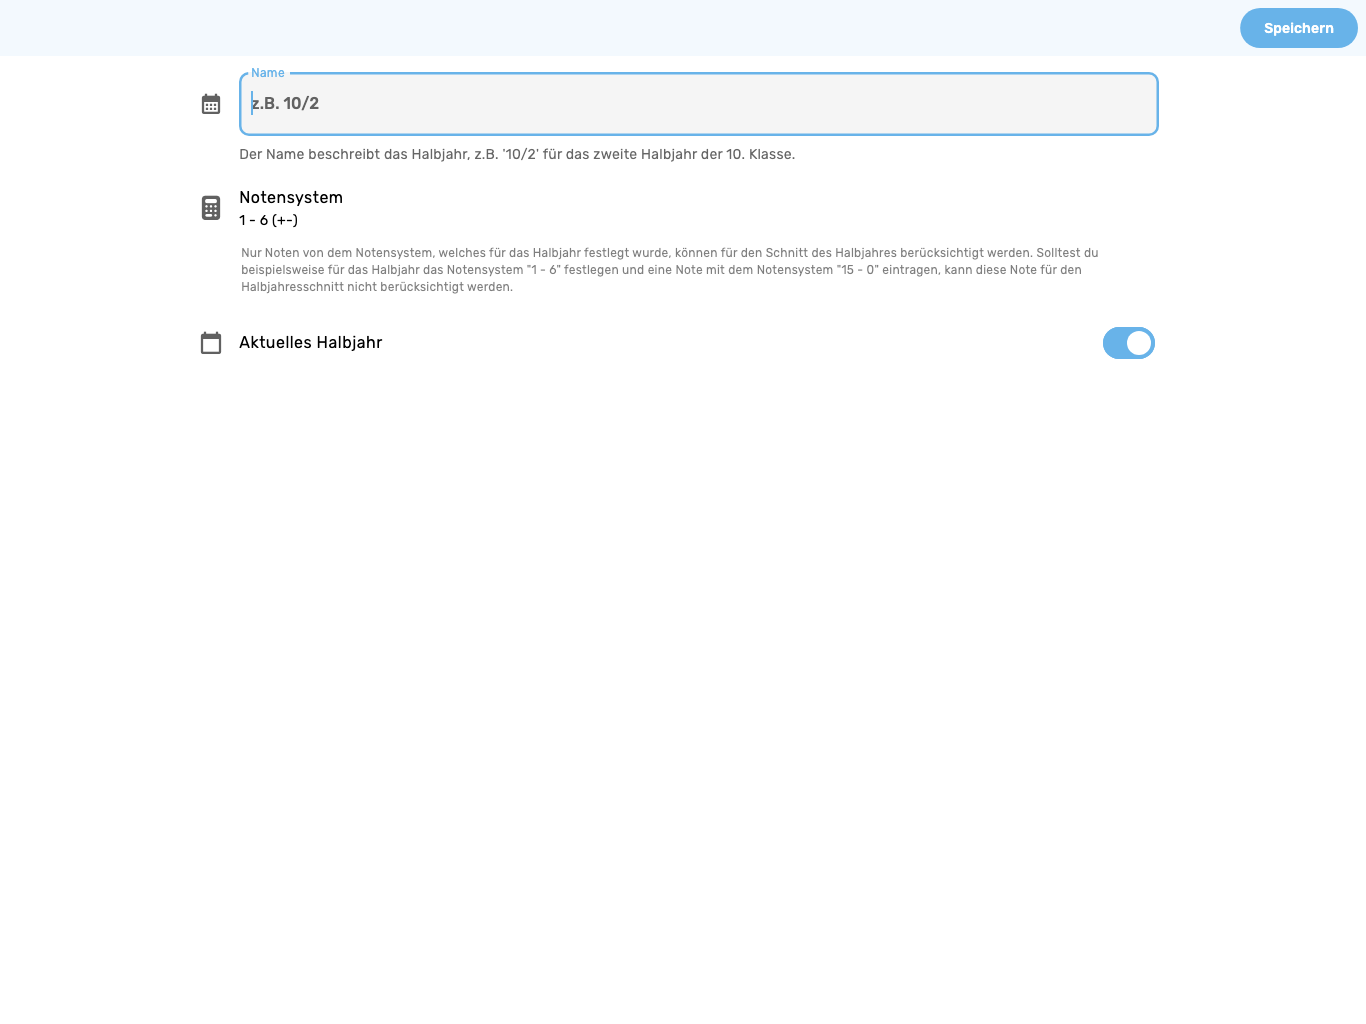 Speichern
Name
z.B. 10/2
Der Name beschreibt das Halbjahr, z.B. '10/2' für das zweite Halbjahr der 10. Klasse.
Notensystem
1 - 6 (+-)
Nur Noten von dem Notensystem, welches für das Halbjahr festlegt wurde, können für den Schnitt des Halbjahres berücksichtigt werden. Solltest du
beispielsweise für das Halbjahr das Notensystem "1 - 6" festlegen und eine Note mit dem Notensystem "15 - 0" eintragen, kann diese Note für den
Halbjahresschnitt nicht berücksichtigt werden.
Aktuelles Halbjahr